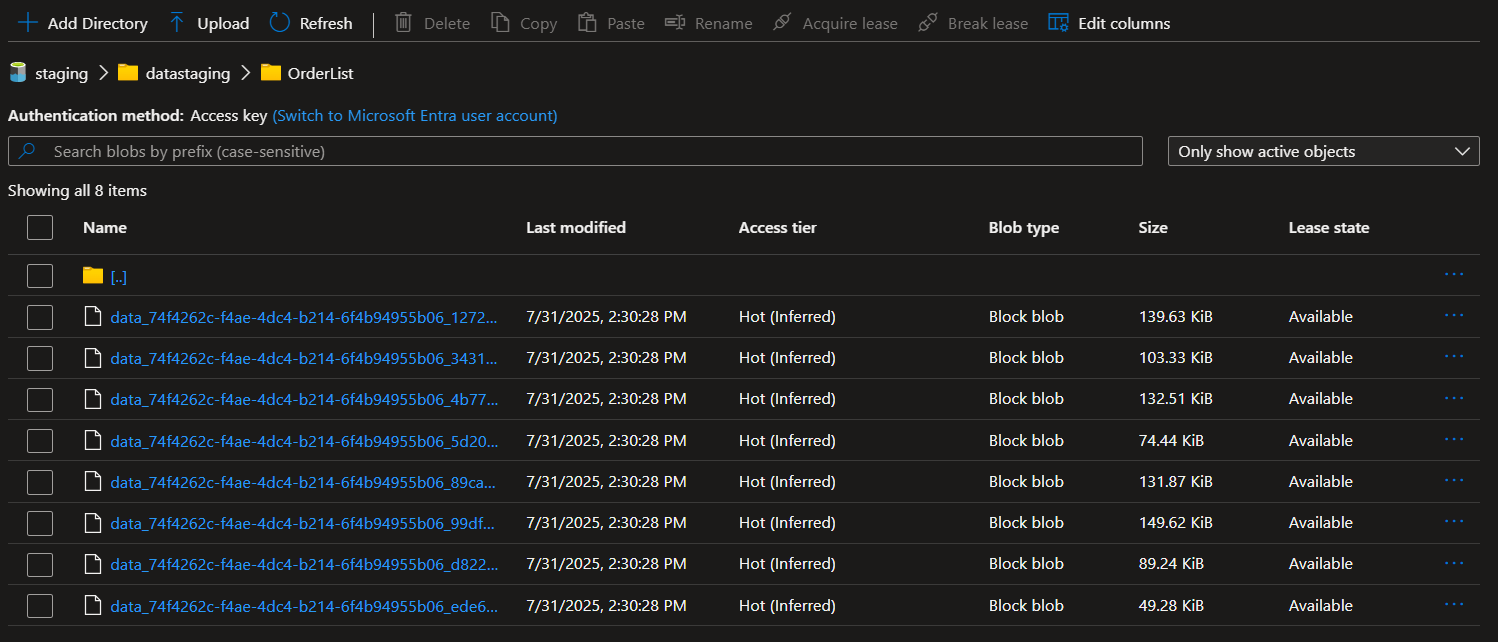 Add Directory Upload Refresh Delete Copy Paste Rename Acquire lease Break lease Edit columns
staging > datastaging > OrderList
Authentication method: Access key (Switch to Microsoft Entra user account)
Search blobs by prefix (case-sensitive) Only show active objects
Showing all 8 items
Name Last modified Access tier Blob type Size Lease state
[..] ...
data_74f4262c-f4ae-4dc4-b214-6f4b94955b06_1272... 7/31/2025, 2:30:28 PM Hot (Inferred) Block blob 139.63 KiB Available ...
data_74f4262c-f4ae-4dc4-b214-6f4b94955b06_3431... 7/31/2025, 2:30:28 PM Hot (Inferred) Block blob 103.33 KiB Available ...
data_74f4262c-f4ae-4dc4-b214-6f4b94955b06_4b77... 7/31/2025, 2:30:28 PM Hot (Inferred) Block blob 132.51 KiB Available ...
data_74f4262c-f4ae-4dc4-b214-6f4b94955b06_5d20... 7/31/2025, 2:30:28 PM Hot (Inferred) Block blob 74.44 KiB Available ...
data_74f4262c-f4ae-4dc4-b214-6f4b94955b06_89ca... 7/31/2025, 2:30:28 PM Hot (Inferred) Block blob 131.87 KiB Available ...
data_74f4262c-f4ae-4dc4-b214-6f4b94955b06_99df... 7/31/2025, 2:30:28 PM Hot (Inferred) Block blob 149.62 KiB Available ...
data_74f4262c-f4ae-4dc4-b214-6f4b94955b06_d822... 7/31/2025, 2:30:28 PM Hot (Inferred) Block blob 89.24 KiB Available ...
data_74f4262c-f4ae-4dc4-b214-6f4b94955b06_ede6... 7/31/2025, 2:30:28 PM Hot (Inferred) Block blob 49.28 KiB Available ...